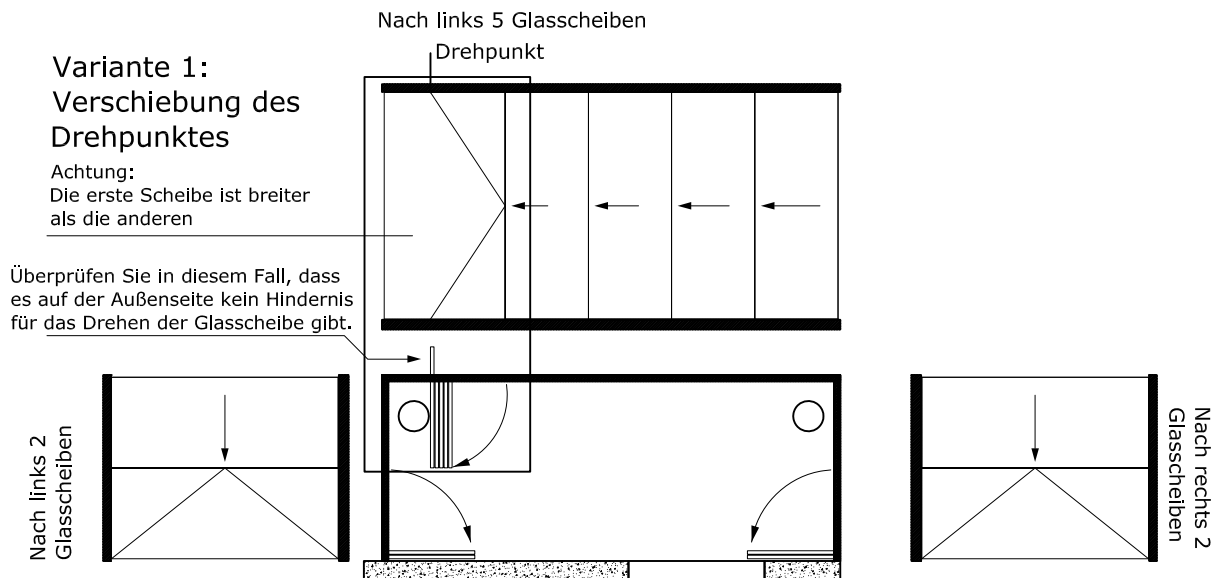 Nach links 5 Glasscheiben
Drehpunkt
Variante 1:
Verschiebung des
Drehpunktes
Achtung:
Die erste Scheibe ist breiter
als die anderen
Überprüfen Sie in diesem Fall, dass
es auf der Außenseite kein Hindernis
für das Drehen der Glasscheibe gibt.
Nach links 2
Glasscheiben
Nach rechts 2
Glasscheiben